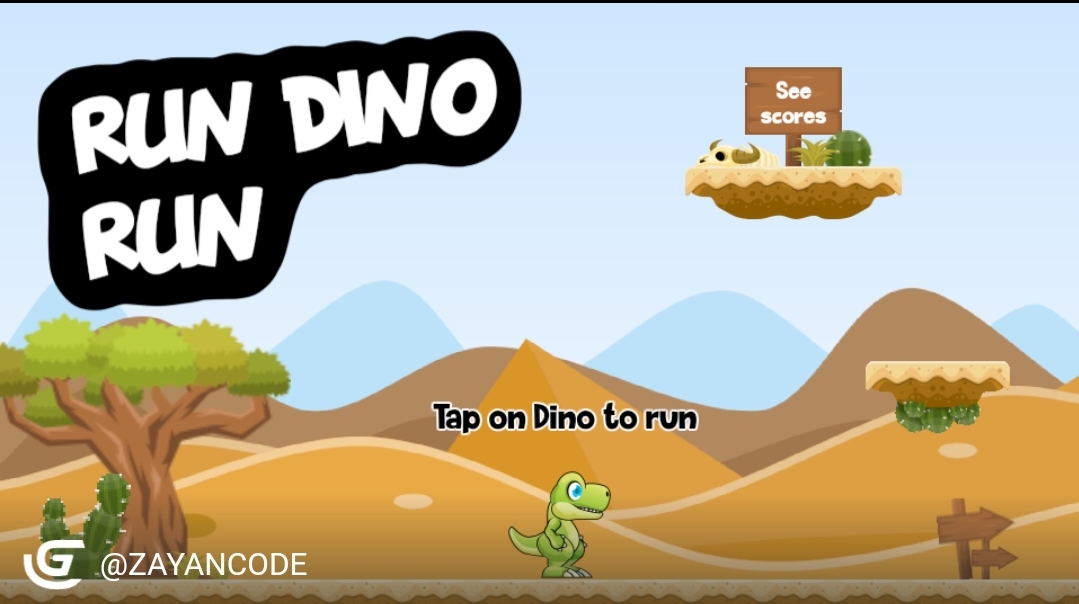 RUN DINO
RUN
See
scores
Tap on Dino to run
@ZAYANCODE